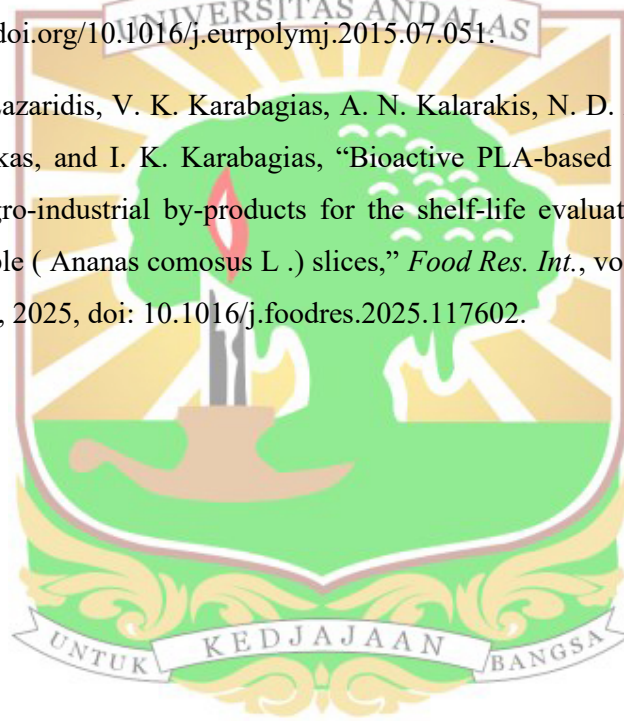 UNIVERSITAS ANDALAS
doi.org/10.1016/j.eurpolymj.2015.07.051.
azaridis, V. K. Karabagias, A. N. Kalarakis, N. D.
kas, and I. K. Karabagias, “Bioactive PLA-based
gro-industrial by-products for the shelf-life evaluat
ple ( Ananas comosus L .) slices,” Food Res. Int., vo
, 2025, doi: 10.1016/j.foodres.2025.117602.
UNTUK KEDJAJAAN BANGSA